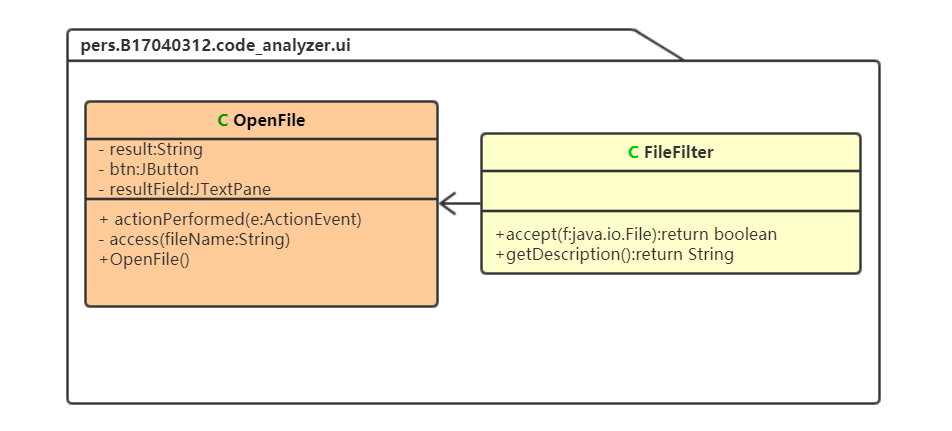 pers.B17040312.code_analyzer.ui
C OpenFile
- result:String
- btn:JButton
- resultField:JTextPane
+ actionPerformed(e:ActionEvent)
- access(fileName:String)
+OpenFile()
C FileFilter
+accept(f:java.io.File):return boolean
+getDescription():return String